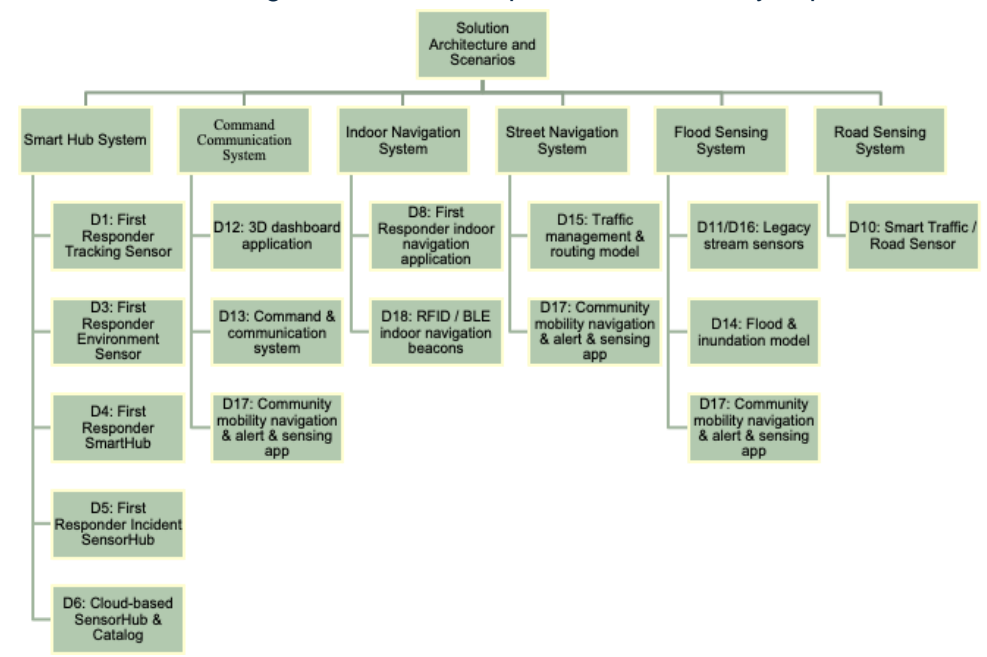 Solution
Architecture and
Scenarios
Smart Hub System
Command
Communication
System
Indoor Navigation
System
Street Navigation
System
Flood Sensing
System
Road Sensing
System
D1: First
Responder
Tracking Sensor
D3: First
Responder
Environment
Sensor
D4: First
Responder
SmartHub
D5: First
Responder Incident
SensorHub
D6: Cloud-based
SensorHub &
Catalog
D12: 3D dashboard
application
D13: Command &
communication
system
D17: Community
mobility navigation
& alert & sensing
app
D8: First
Responder indoor
navigation
application
D18: RFID / BLE
indoor navigation
beacons
D15: Traffic
management &
routing model
D17: Community
mobility navigation
& alert & sensing
app
D11/D16: Legacy
stream sensors
D14: Flood &
inundation model
D17: Community
mobility navigation
& alert & sensing
app
D10: Smart Traffic /
Road Sensor